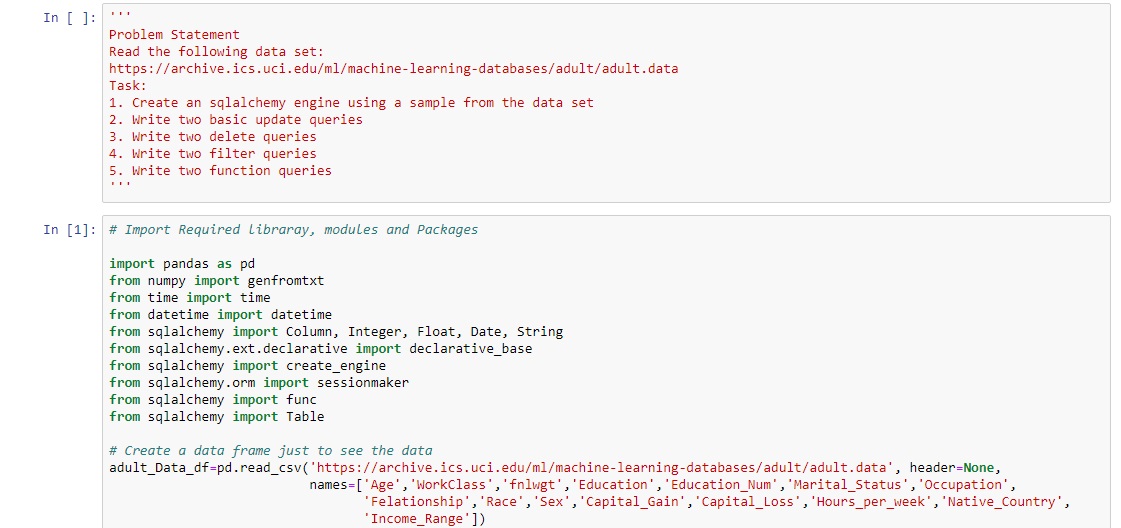 In [ ]:
'''
Problem Statement
Read the following data set:
https://archive.ics.uci.edu/ml/machine-learning-databases/adult/adult.data
Task:
1. Create an sqlalchemy engine using a sample from the data set
2. Write two basic update queries
3. Write two delete queries
4. Write two filter queries
5. Write two function queries
'''
In [1]:
# Import Required libraray, modules and Packages
import pandas as pd
from numpy import genfromtxt
from time import time
from datetime import datetime
from sqlalchemy import Column, Integer, Float, Date, String
from sqlalchemy.ext.declarative import declarative_base
from sqlalchemy import create_engine
from sqlalchemy.orm import sessionmaker
from sqlalchemy import func
from sqlalchemy import Table
# Create a data frame just to see the data
adult_Data_df=pd.read_csv('https://archive.ics.uci.edu/ml/machine-learning-databases/adult/adult.data', header=None,
names=['Age','WorkClass','fnlwgt','Education','Education_Num','Marital_Status','Occupation',
'Felationship','Race','Sex','Capital_Gain','Capital_Loss','Hours_per_week','Native_Country',
'Income_Range'])